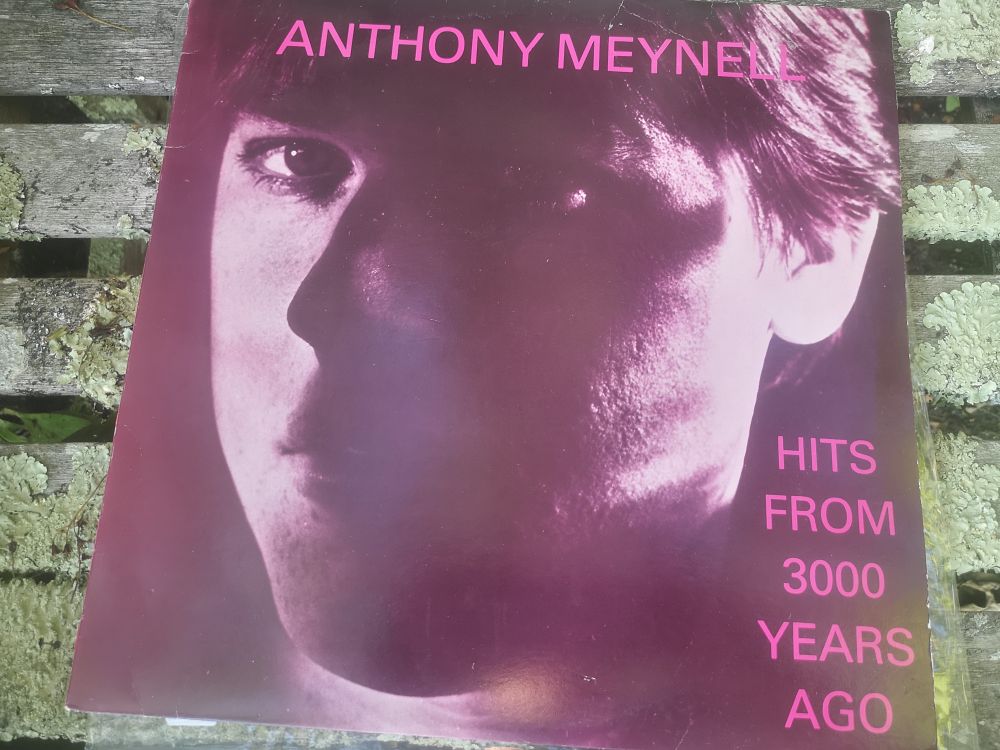 ANTHONY MEYNELL
HITS
FROM
3000
YEARS
AGO